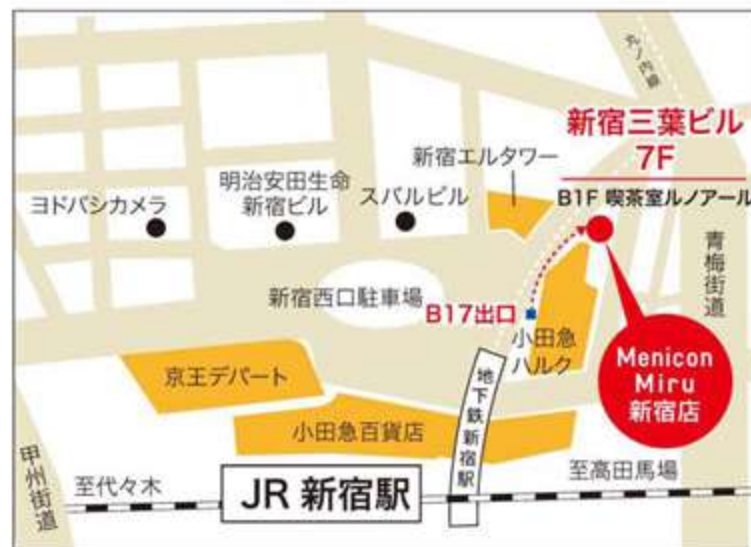 丸ノ内線
新宿三葉ビル
7F
新宿エルタワー
B1F 喫茶室ルノアール
明治安田生命
新宿ビル
スバルビル
ヨドバシカメラ
青梅街道
新宿西口駐車場
B17出口
小田急
ハルク
Menicon
Miru
新宿店
京王デパート
地下鉄新宿駅
小田急百貨店
甲州街道
至代々木
JR 新宿駅
至高田馬場